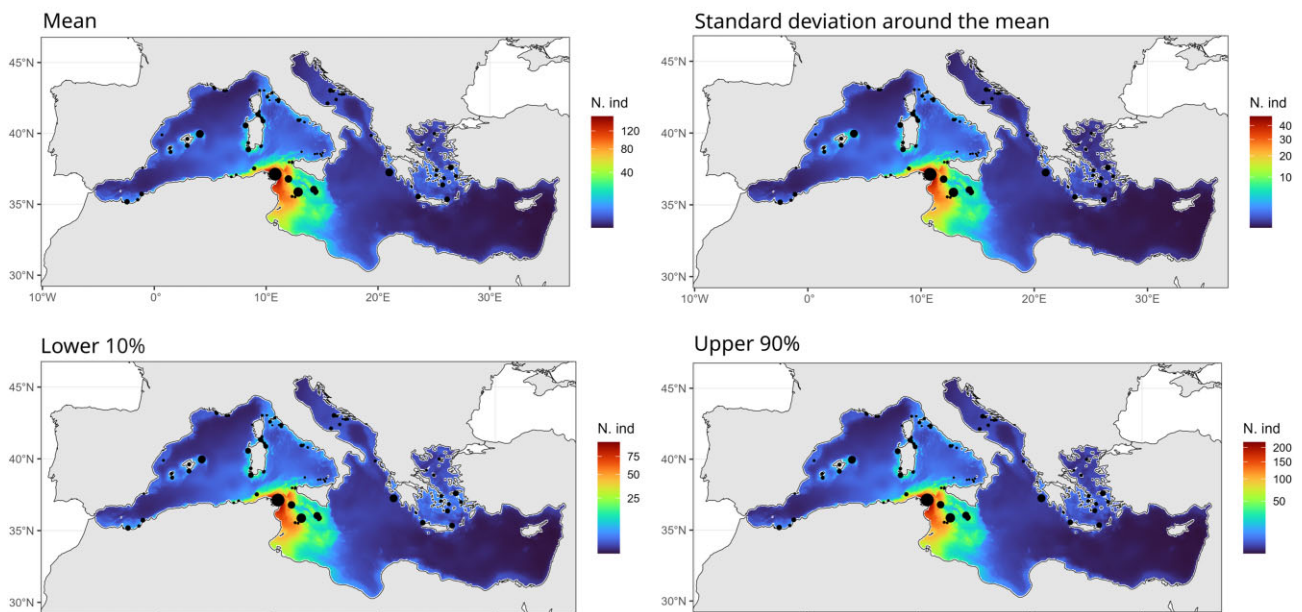 Mean
45°N
40°N
35°N
30°N
10°W
0°
10°E
20°E
30°E
N. ind
120
80
40
Standard deviation around the mean
45°N
40°N
35°N
30°N
10°W
0°
10°E
20°E
30°E
N. ind
40
30
20
10
Lower 10%
45°N
40°N
35°N
30°N
N. ind
75
50
25
Upper 90%
45°N
40°N
35°N
30°N
N. ind
200
150
100
50